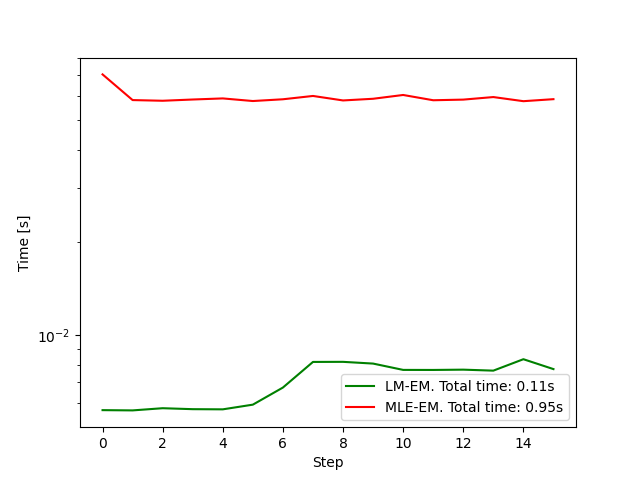 Time [s]
10⁻²
LM-EM. Total time: 0.11s
MLE-EM. Total time: 0.95s
0 2 4 6 8 10 12 14
Step